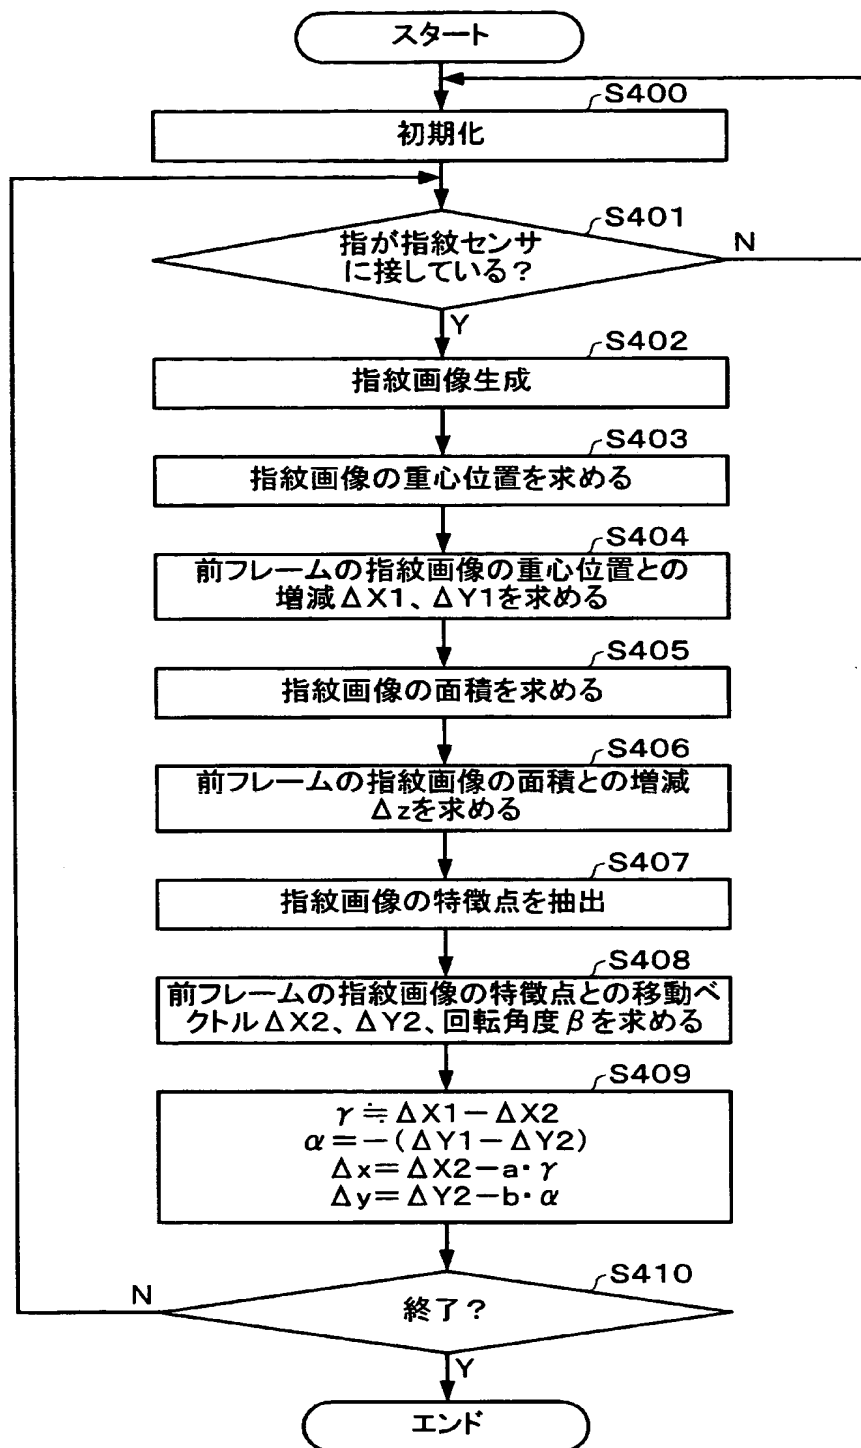 スタート
S400
初期化
S401
指が指紋センサ
に接している?
N
Y
S402
指紋画像生成
S403
指紋画像の重心位置を求める
S404
前フレームの指紋画像の重心位置との
増減ΔX1、ΔY1を求める
S405
指紋画像の面積を求める
S406
前フレームの指紋画像の面積との増減
Δzを求める
S407
指紋画像の特徴点を抽出
S408
前フレームの指紋画像の特徴点との移動ベ
クトルΔX2、ΔY2、回転角度βを求める
S409
γ≒ΔX1−ΔX2
α=−(ΔY1−ΔY2)
Δx=ΔX2−a・γ
Δy=ΔY2−b・α
S410
N
終了?
Y
エンド